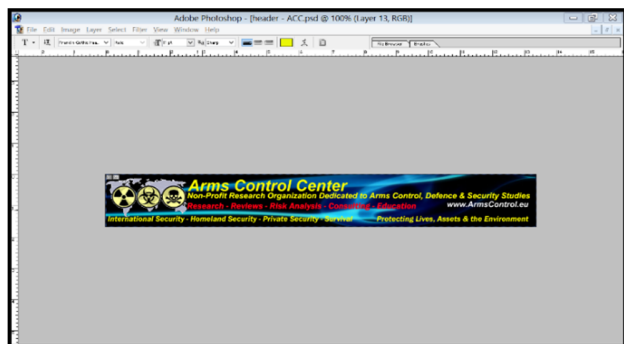 Adobe Photoshop - [header - ACC.psd @ 100% (Layer 13, RGB)]
File Edit Image Layer Select Filter View Window Help
Arms Control Center
Non-Profit Research Organization Dedicated to Arms Control, Defence & Security Studies
Research - Reviews - Risk Analysis - Consulting - Education
www.ArmsControl.eu
International Security - Homeland Security - Private Security - Survival
Protecting Lives, Assets & the Environment